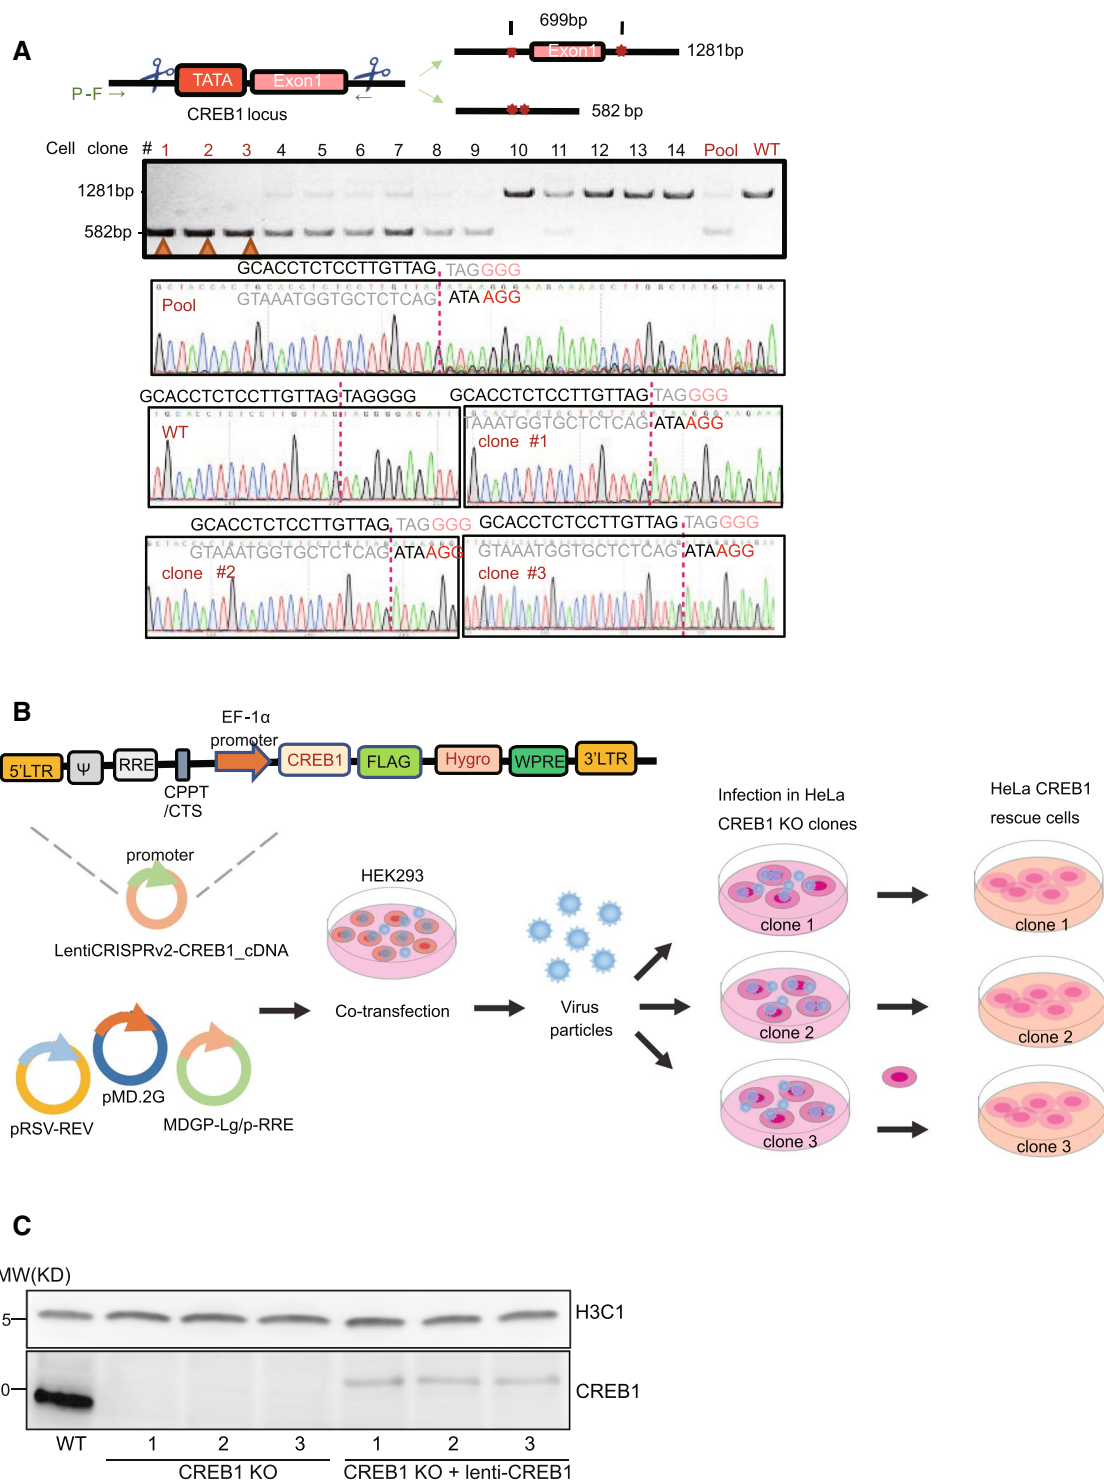 A
699bp
Exon1
1281bp
TATA
Exon1
P-F
CREB1 locus
582 bp
Cell clone # 1 2 3 4 5 6 7 8 9 10 11 12 13 14 Pool WT
1281bp
582bp
GCACCTCTCCTTGTTAG TAGGGG
GTAAATGGTGCTCTCAG ATA AGG
Pool
GCACCTCTCCTTGTTAG TAGGGG
WT
GCACCTCTCCTTGTTAG TAGGGG
TAAATGGTGCTCTCAG ATAAGG
clone #1
GCACCTCTCCTTGTTAG TAGGGG
GTAAATGGTGCTCTCAG ATAAGG
clone #2
GCACCTCTCCTTGTTAG TAGGGG
GTAAATGGTGCTCTCAG ATAAGG
clone #3
B
EF-1α
promoter
5'LTR
Ψ
RRE
CREB1
FLAG
Hygro
WPRE
3'LTR
CPPT
/CTS
promoter
LentiCRISPRv2-CREB1_cDNA
pRSV-REV
pMD.2G
MDGP-Lg/p-RRE
HEK293
Co-transfection
Virus
particles
Infection in HeLa
CREB1 KO clones
clone 1
clone 2
clone 3
HeLa CREB1
rescue cells
clone 1
clone 2
clone 3
C
MW(KD)
5
H3C1
0
CREB1
WT 1 2 3 1 2 3
CREB1 KO
CREB1 KO + lenti-CREB1